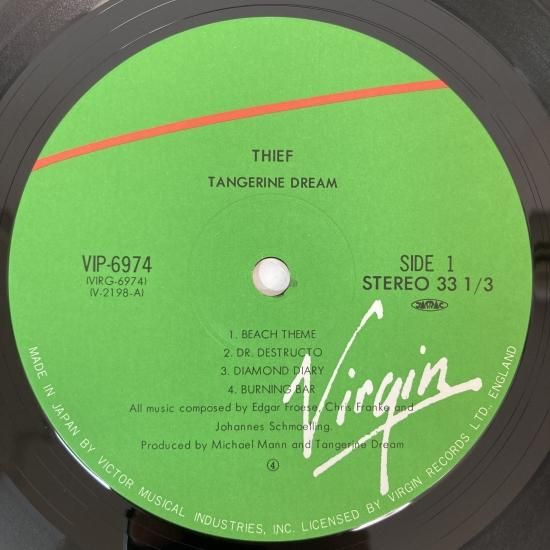 THIEF
TANGERINE DREAM
VIP-6974
(VIRG-6974)
(V-2198-A)
SIDE 1
STEREO 33 1/3
JASRAC
1. BEACH THEME
2. DR. DESTRUCTO
3. DIAMOND DIARY
4. BURNING BAR
All music composed by Edgar Froese, Chris Franke and
Johannes Schmoelling.
Produced by Michael Mann and Tangerine Dream
④
Virgin
MADE IN JAPAN BY VICTOR MUSICAL INDUSTRIES, INC. LICENSED BY VIRGIN RECORDS LTD. ENGLAND